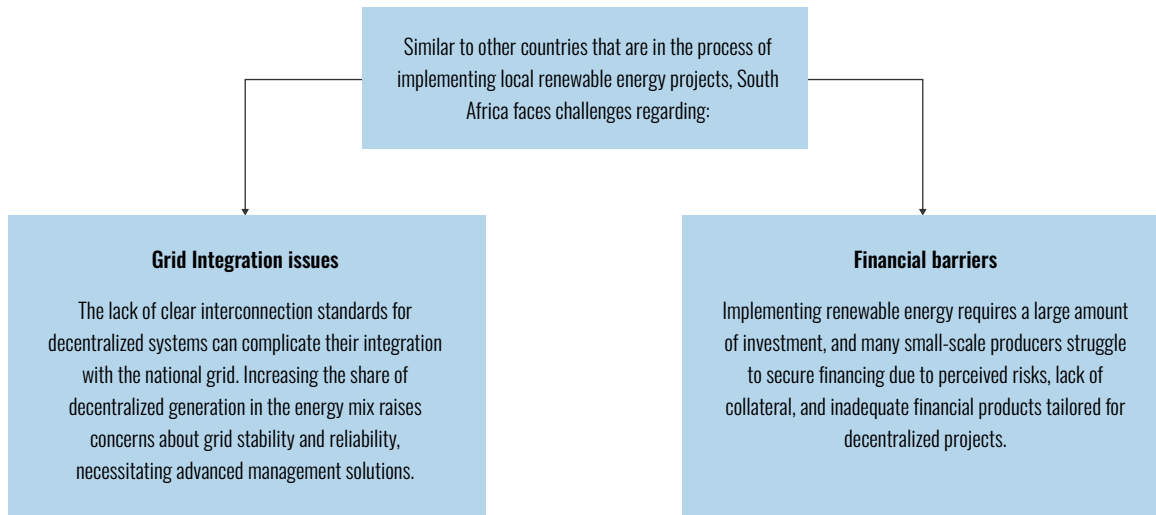 Similar to other countries that are in the process of
implementing local renewable energy projects, South
Africa faces challenges regarding:
Grid Integration issues
The lack of clear interconnection standards for
decentralized systems can complicate their integration
with the national grid. Increasing the share of
decentralized generation in the energy mix raises
concerns about grid stability and reliability,
necessitating advanced management solutions.
Financial barriers
Implementing renewable energy requires a large amount
of investment, and many small-scale producers struggle
to secure financing due to perceived risks, lack of
collateral, and inadequate financial products tailored for
decentralized projects.